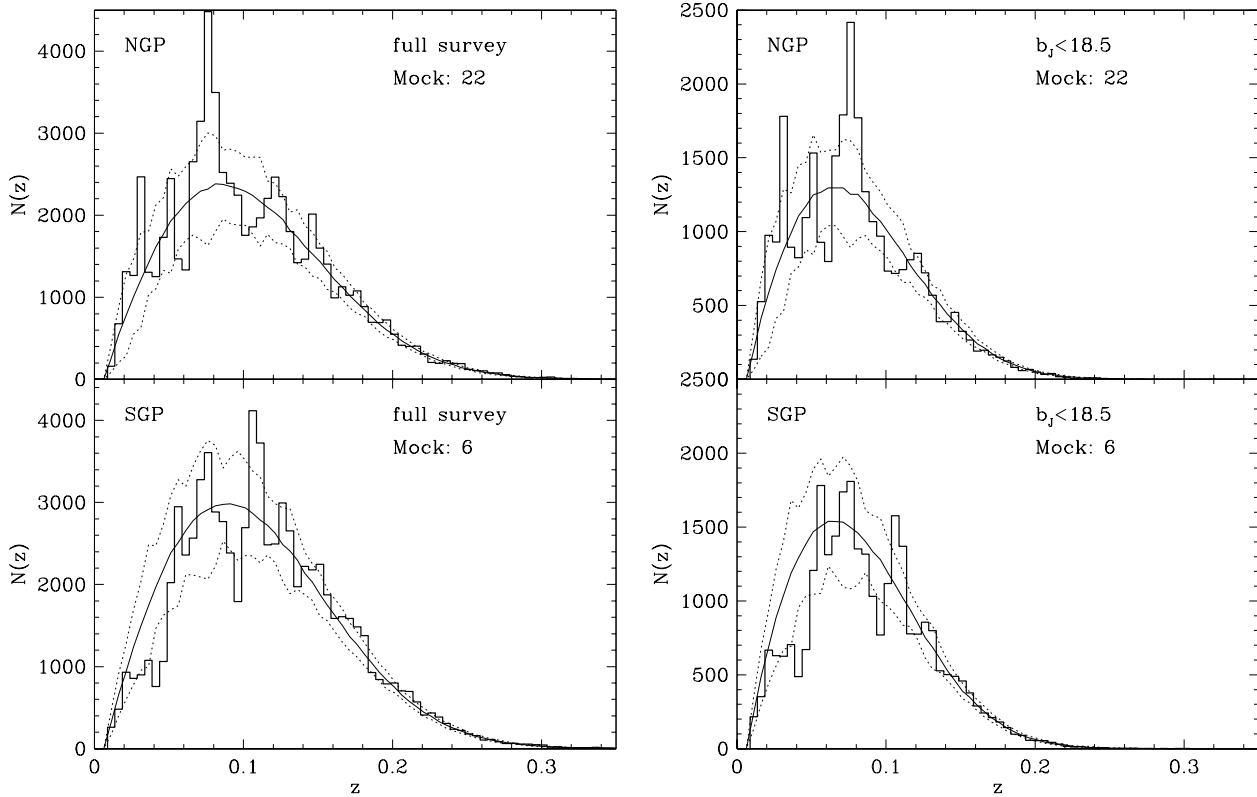 NGP
full survey
Mock: 22
N(z)
4000
3000
2000
1000
0
NGP
b_J<18.5
Mock: 22
N(z)
2500
2000
1500
1000
500
2500
SGP
full survey
Mock: 6
N(z)
4000
3000
2000
1000
0
0 0.1 0.2 0.3
z
SGP
b_J<18.5
Mock: 6
N(z)
2000
1500
1000
500
0
0 0.1 0.2 0.3
z